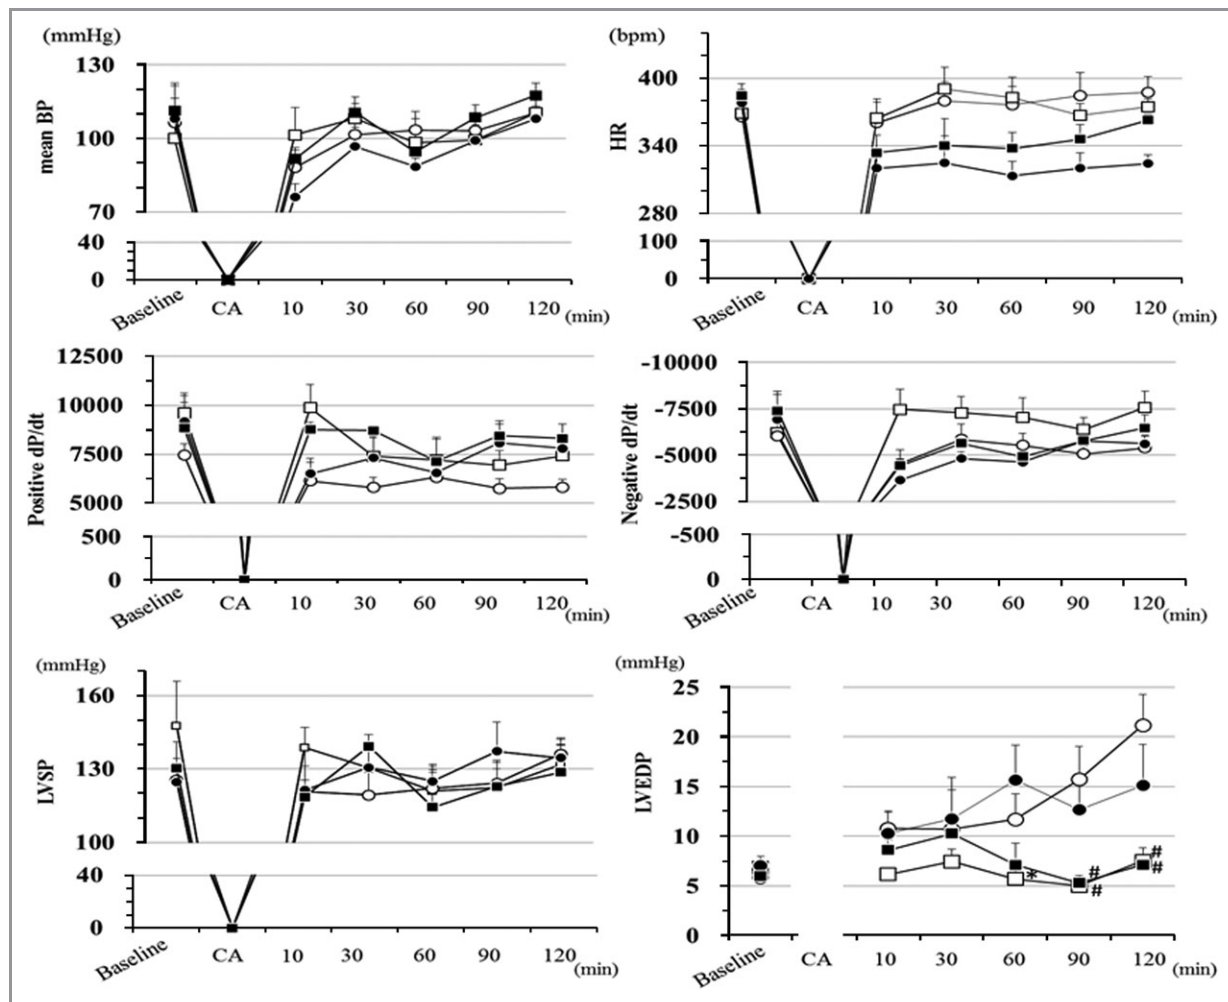 (mmHg)
mean BP
130
100
70
40
0
Baseline CA 10 30 60 90 120 (min)
(bpm)
HR
400
340
280
100
0
Baseline CA 10 30 60 90 120 (min)
Positive dP/dt
12500
10000
7500
5000
500
0
Baseline CA 10 30 60 90 120 (min)
Negative dP/dt
-10000
-7500
-5000
-2500
-500
0
Baseline CA 10 30 60 90 120 (min)
(mmHg)
LVSP
160
130
100
40
0
Baseline CA 10 30 60 90 120 (min)
(mmHg)
LVEDP
25
20
15
10
5
0
* # # # #
Baseline CA 10 30 60 90 120 (min)